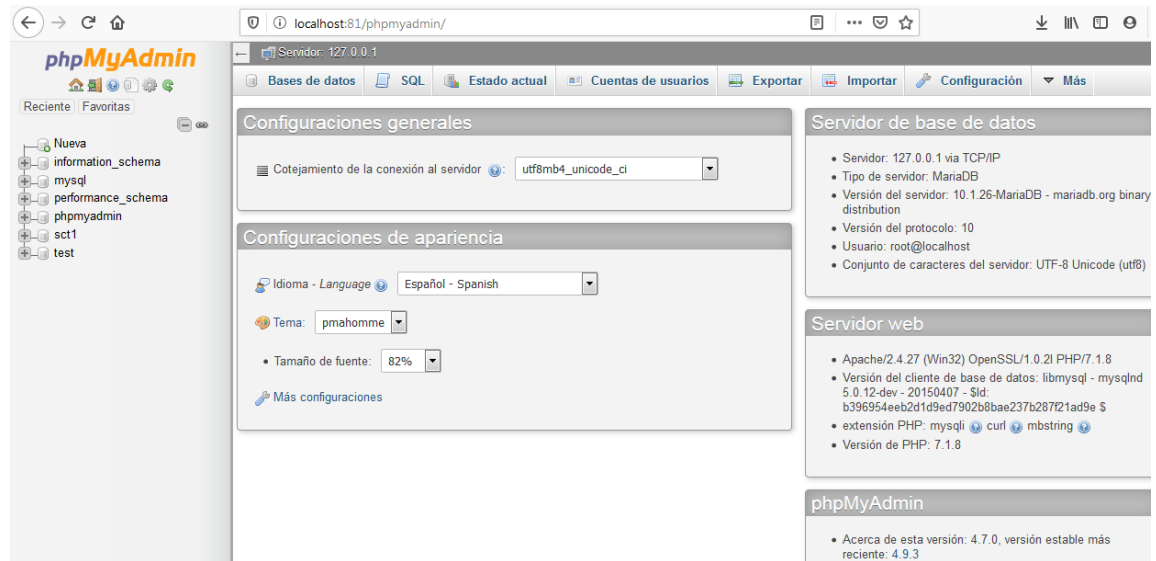 localhost:81/phpmyadmin/
phpMyAdmin
Reciente Favoritas
Nueva
information_schema
mysql
performance_schema
phpmyadmin
sct1
test
Servidor: 127.0.0.1
Bases de datos SQL Estado actual Cuentas de usuarios Exportar Importar Configuración Más
Configuraciones generales
Cotejamiento de la conexión al servidor : utf8mb4_unicode_ci
Configuraciones de apariencia
Idioma - Language Español - Spanish
Tema: pmahomme
• Tamaño de fuente: 82%
Más configuraciones
Servidor de base de datos
• Servidor: 127.0.0.1 via TCP/IP
• Tipo de servidor: MariaDB
• Versión del servidor: 10.1.26-MariaDB - mariadb.org binary
distribution
• Versión del protocolo: 10
• Usuario: root@localhost
• Conjunto de caracteres del servidor: UTF-8 Unicode (utf8)
Servidor web
• Apache/2.4.27 (Win32) OpenSSL/1.0.2l PHP/7.1.8
• Versión del cliente de base de datos: libmysql - mysqlnd
5.0.12-dev - 20150407 - $Id:
b396954eeb2d1d9ed7902b8bae237b287f21ad9e $
• extensión PHP: mysqli curl mbstring
• Versión de PHP: 7.1.8
phpMyAdmin
• Acerca de esta versión: 4.7.0, versión estable más
reciente: 4.9.3